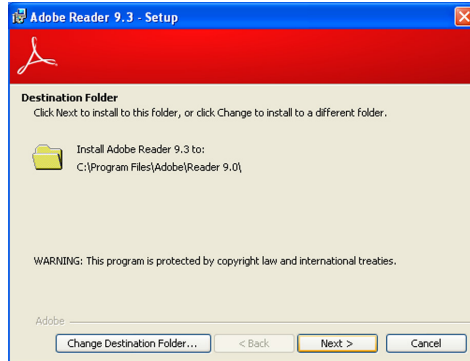 Adobe Reader 9.3 - Setup
Destination Folder
Click Next to install to this folder, or click Change to install to a different folder.
Install Adobe Reader 9.3 to:
C:\Program Files\Adobe\Reader 9.0\
WARNING: This program is protected by copyright law and international treaties.
Adobe
Change Destination Folder... < Back Next > Cancel